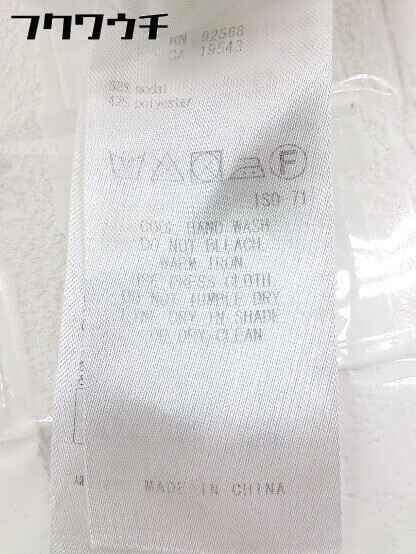 フクワウチ
RN 92568
CA 19543
58% modal
42% polyester
F
ISO 71
COOL HAND WASH
DO NOT BLEACH.
WARM IRON
USE PRESS CLOTH.
DO NOT TUMBLE DRY
LINE DRY IN SHADE.
OR DRY CLEAN
MADE IN CHINA